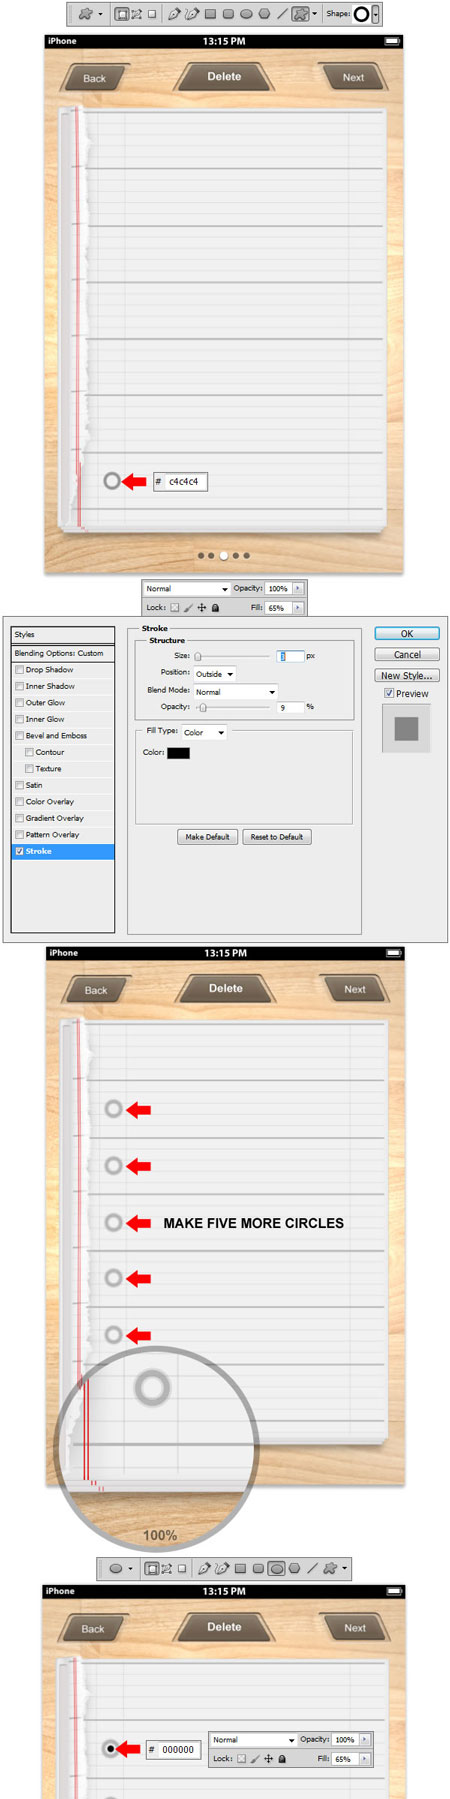 Shape:
iPhone 13:15 PM
Back Delete Next
# c4c4c4
Normal Opacity: 100%
Lock: Fill: 65%
Styles
Blending Options: Custom
Drop Shadow
Inner Shadow
Outer Glow
Inner Glow
Bevel and Emboss
Contour
Texture
Satin
Color Overlay
Gradient Overlay
Pattern Overlay
Stroke
Stroke
Structure
Size: px
Position: Outside
Blend Mode: Normal
Opacity: 9 %
Fill Type: Color
Color:
Make Default Reset to Default
OK
Cancel
New Style...
Preview
iPhone 13:15 PM
Back Delete Next
MAKE FIVE MORE CIRCLES
100%
iPhone 13:15 PM
Back Delete Next
# 000000
Normal Opacity: 100%
Lock: Fill: 65%